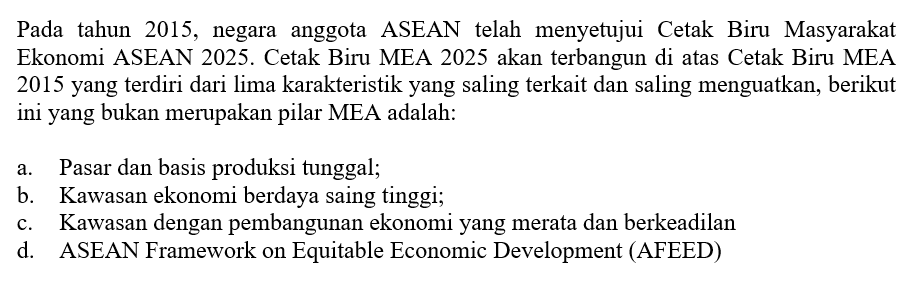 Pada tahun 2015, negara anggota ASEAN telah menyetujui Cetak Biru Masyarakat
Ekonomi ASEAN 2025. Cetak Biru MEA 2025 akan terbangun di atas Cetak Biru MEA
2015 yang terdiri dari lima karakteristik yang saling terkait dan saling menguatkan, berikut
ini yang bukan merupakan pilar MEA adalah:
a. Pasar dan basis produksi tunggal;
b. Kawasan ekonomi berdaya saing tinggi;
c. Kawasan dengan pembangunan ekonomi yang merata dan berkeadilan
d. ASEAN Framework on Equitable Economic Development (AFEED)